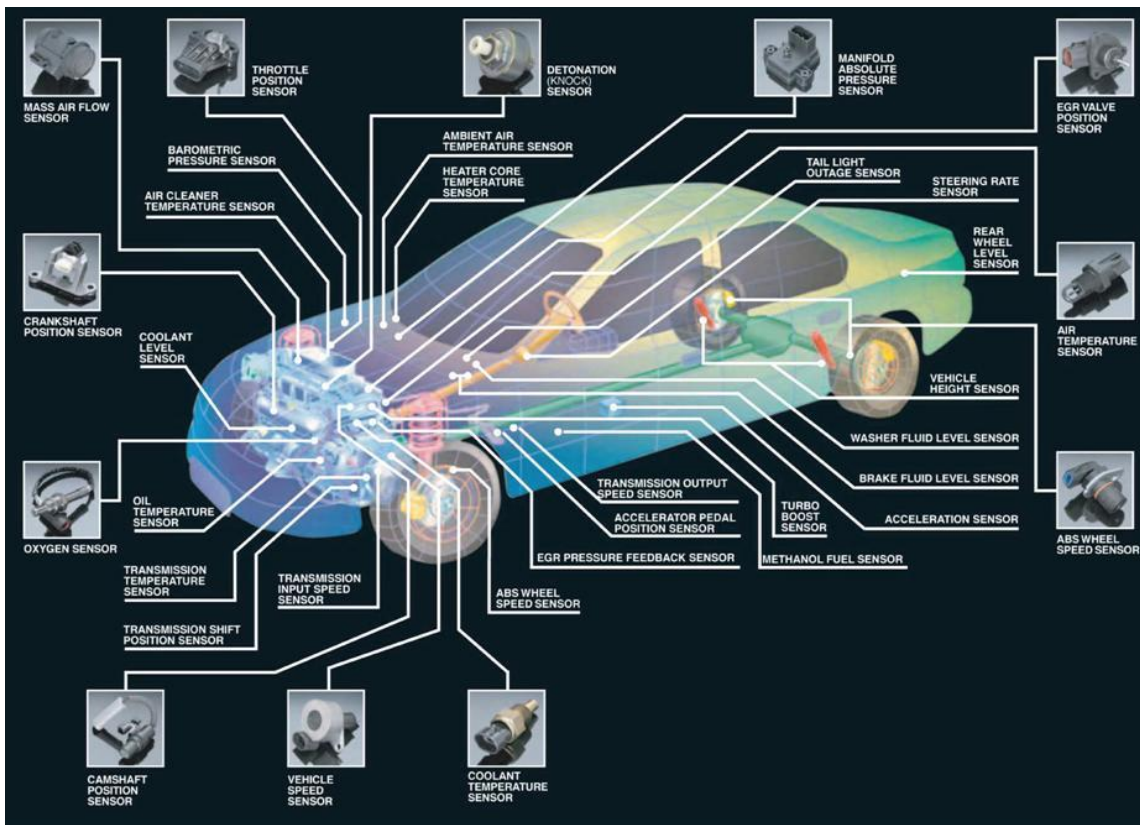 MASS AIR FLOW
SENSOR
THROTTLE
POSITION
SENSOR
DETONATION
(KNOCK)
SENSOR
MANIFOLD
ABSOLUTE
PRESSURE
SENSOR
EGR VALVE
POSITION
SENSOR
BAROMETRIC
PRESSURE SENSOR
AMBIENT AIR
TEMPERATURE SENSOR
HEATER CORE
TEMPERATURE
SENSOR
TAIL LIGHT
OUTAGE SENSOR
STEERING RATE
SENSOR
AIR CLEANER
TEMPERATURE SENSOR
REAR
WHEEL
LEVEL
SENSOR
CRANKSHAFT
POSITION SENSOR
AIR
TEMPERATURE
SENSOR
COOLANT
LEVEL
SENSOR
VEHICLE
HEIGHT SENSOR
WASHER FLUID LEVEL SENSOR
BRAKE FLUID LEVEL SENSOR
TRANSMISSION OUTPUT
SPEED SENSOR
OIL
TEMPERATURE
SENSOR
TURBO
BOOST
SENSOR
ACCELERATION SENSOR
ACCELERATOR PEDAL
POSITION SENSOR
OXYGEN SENSOR
ABS WHEEL
SPEED SENSOR
EGR PRESSURE FEEDBACK SENSOR
METHANOL FUEL SENSOR
TRANSMISSION
TEMPERATURE
SENSOR
TRANSMISSION
INPUT SPEED
SENSOR
ABS WHEEL
SPEED SENSOR
TRANSMISSION SHIFT
POSITION SENSOR
CAMSHAFT
POSITION
SENSOR
VEHICLE
SPEED
SENSOR
COOLANT
TEMPERATURE
SENSOR